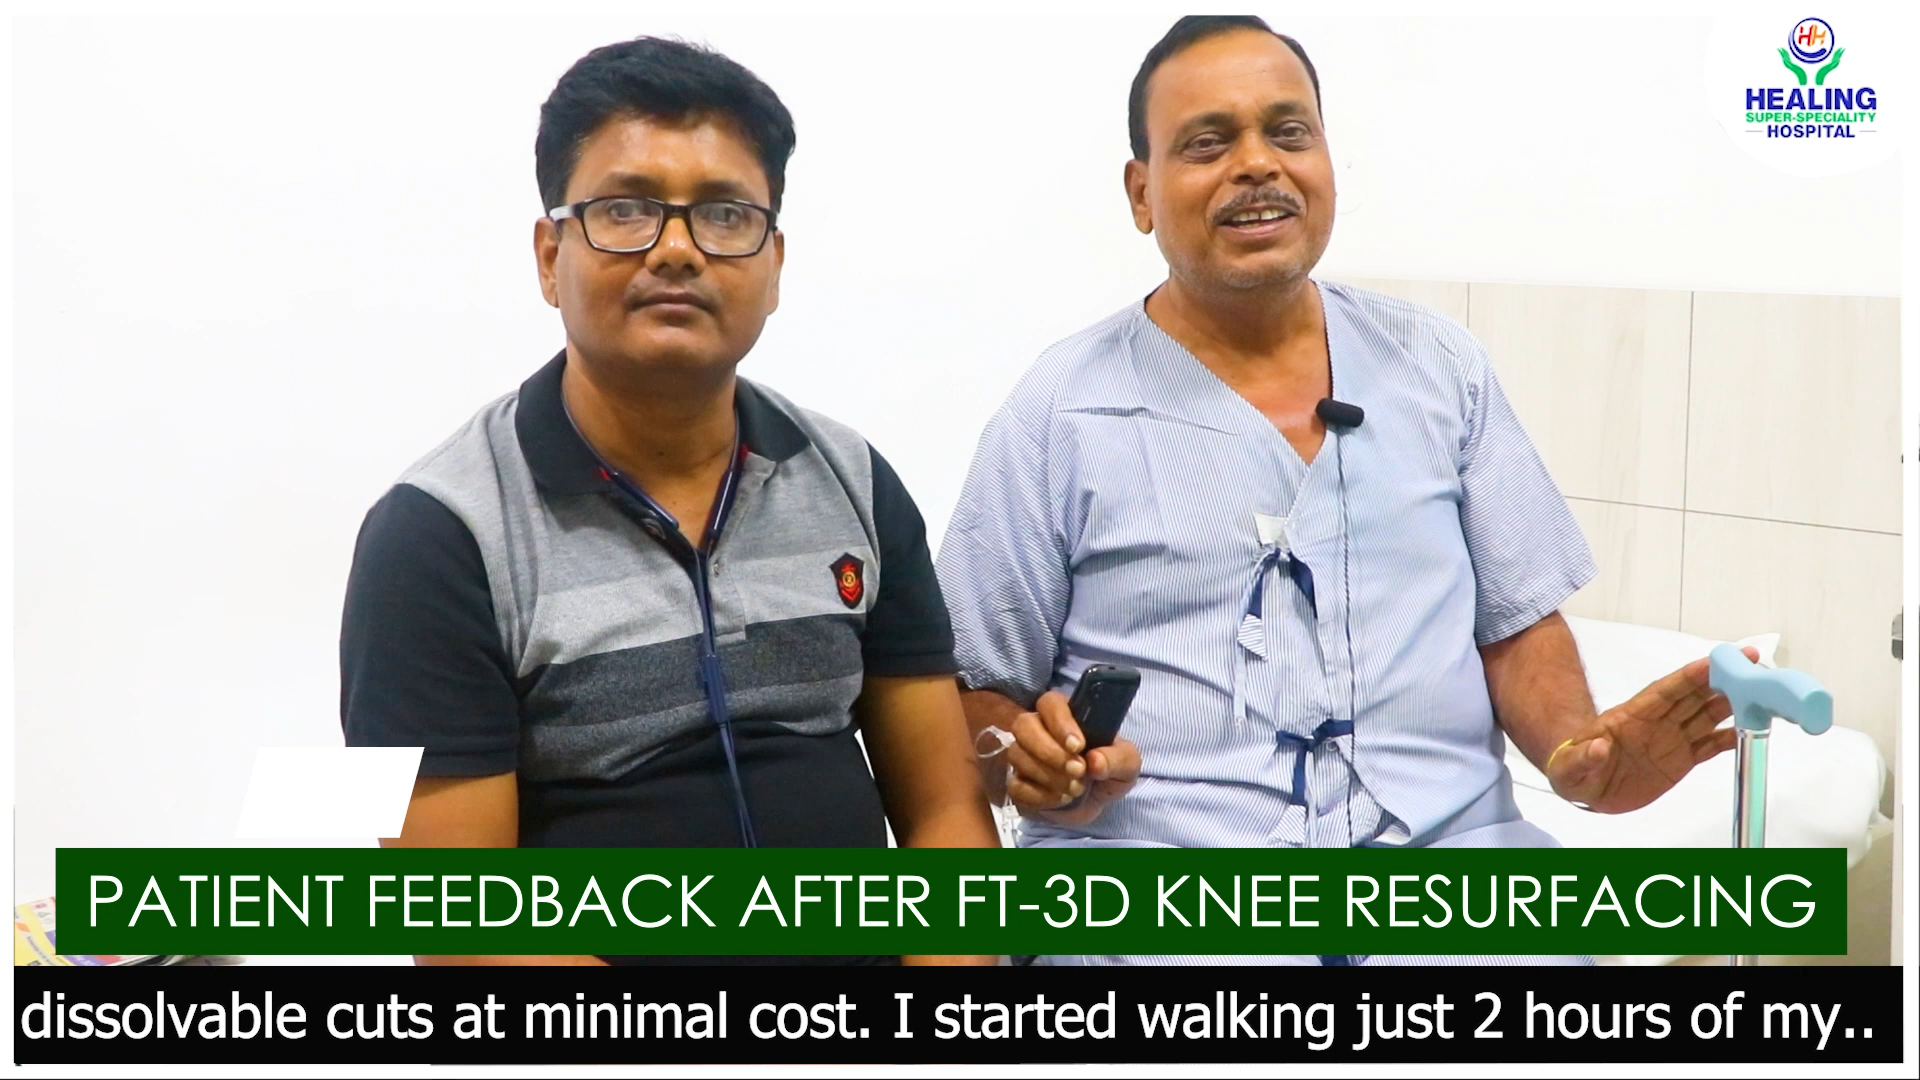 HH
HEALING
SUPER-SPECIALITY
HOSPITAL
PATIENT FEEDBACK AFTER FT-3D KNEE RESURFACING
dissolvable cuts at minimal cost. I started walking just 2 hours of my..